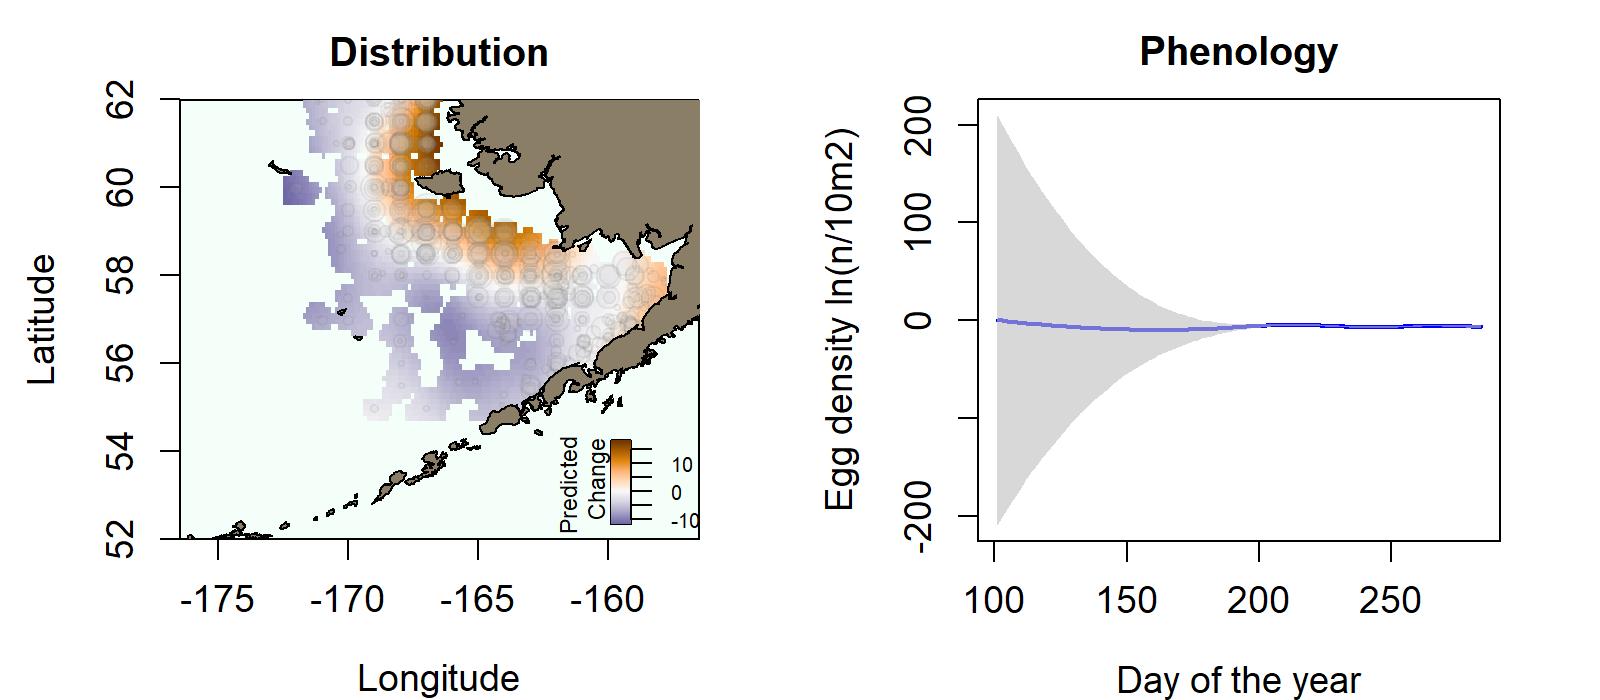 Distribution
Latitude
62
60
58
56
54
52
Predicted
Change
10
0
-10
-175
-170
-165
-160
Longitude
Phenology
Egg density ln(n/10m2)
200
100
0
-200
100
150
200
250
Day of the year